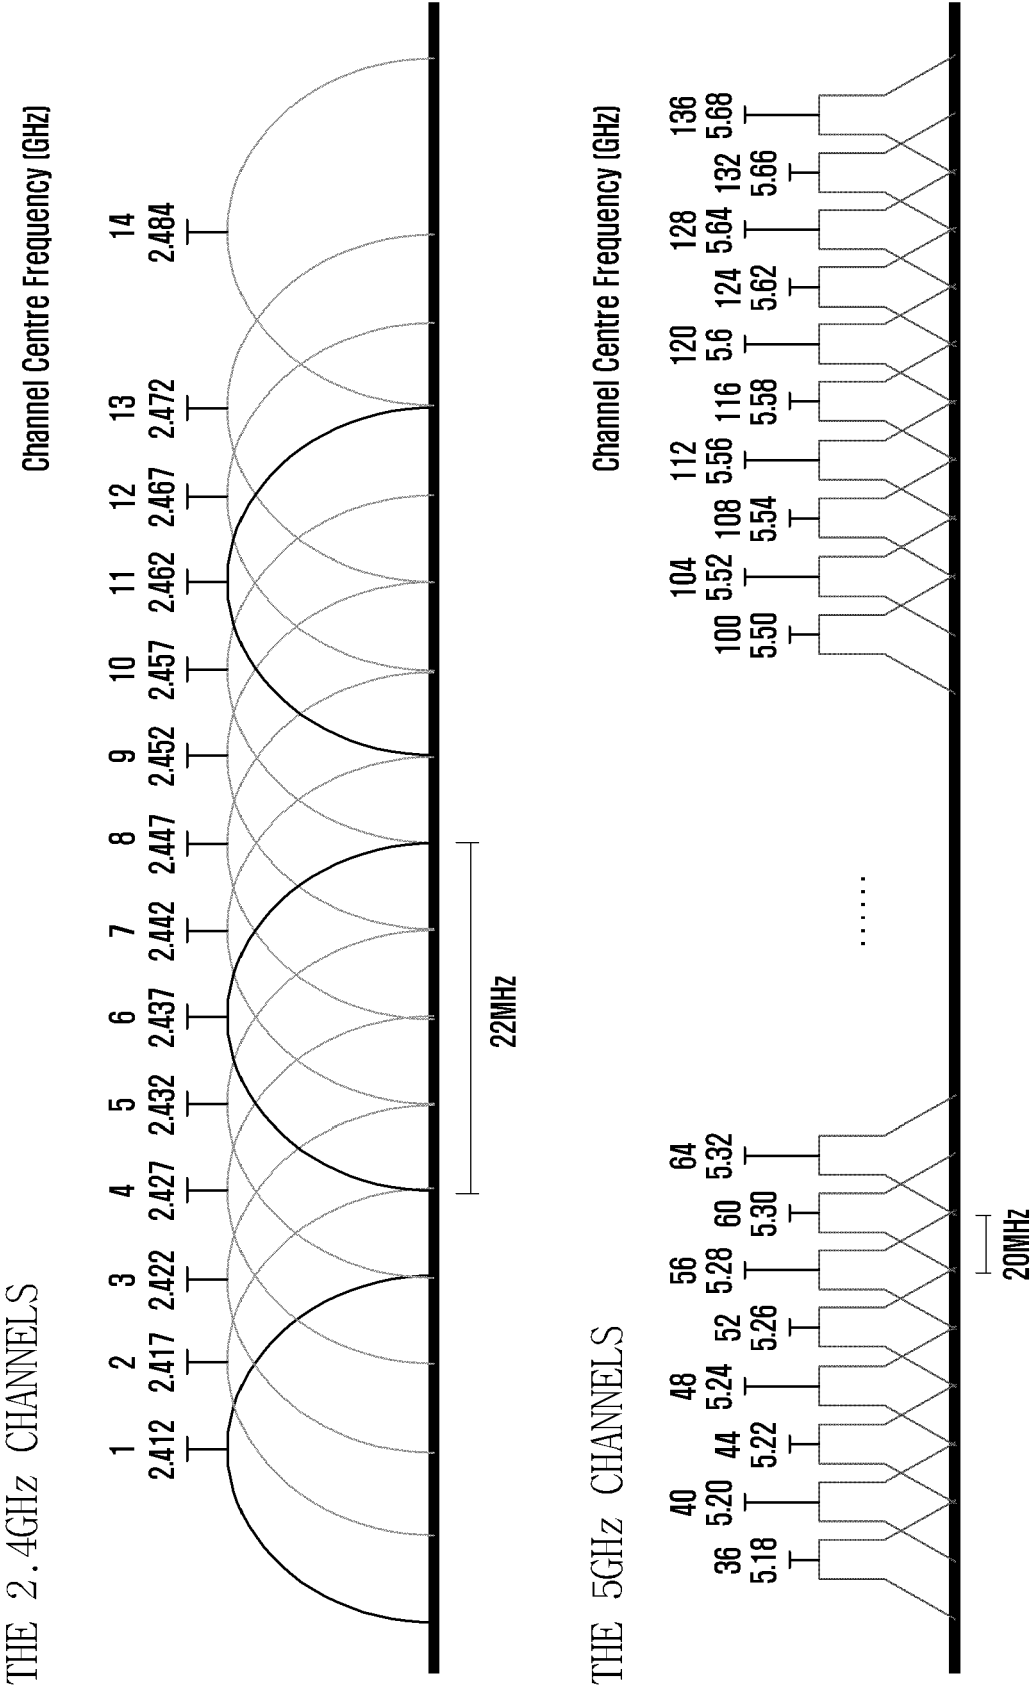 THE 2.4GHz CHANNELS
Channel Centre Frequency (GHz)
1 2 3 4 5 6 7 8 9 10 11 12 13 14
2.412 2.417 2.422 2.427 2.432 2.437 2.442 2.447 2.452 2.457 2.462 2.467 2.472 2.484
22MHz
THE 5GHz CHANNELS
Channel Centre Frequency (GHz)
40 48 56 64 104 112 120 128 136
5.20 5.24 5.28 5.32 5.52 5.56 5.6 5.64 5.68
36 44 52 60 100 108 116 124 132
5.18 5.22 5.26 5.30 5.50 5.54 5.58 5.62 5.66
.....
20MHz